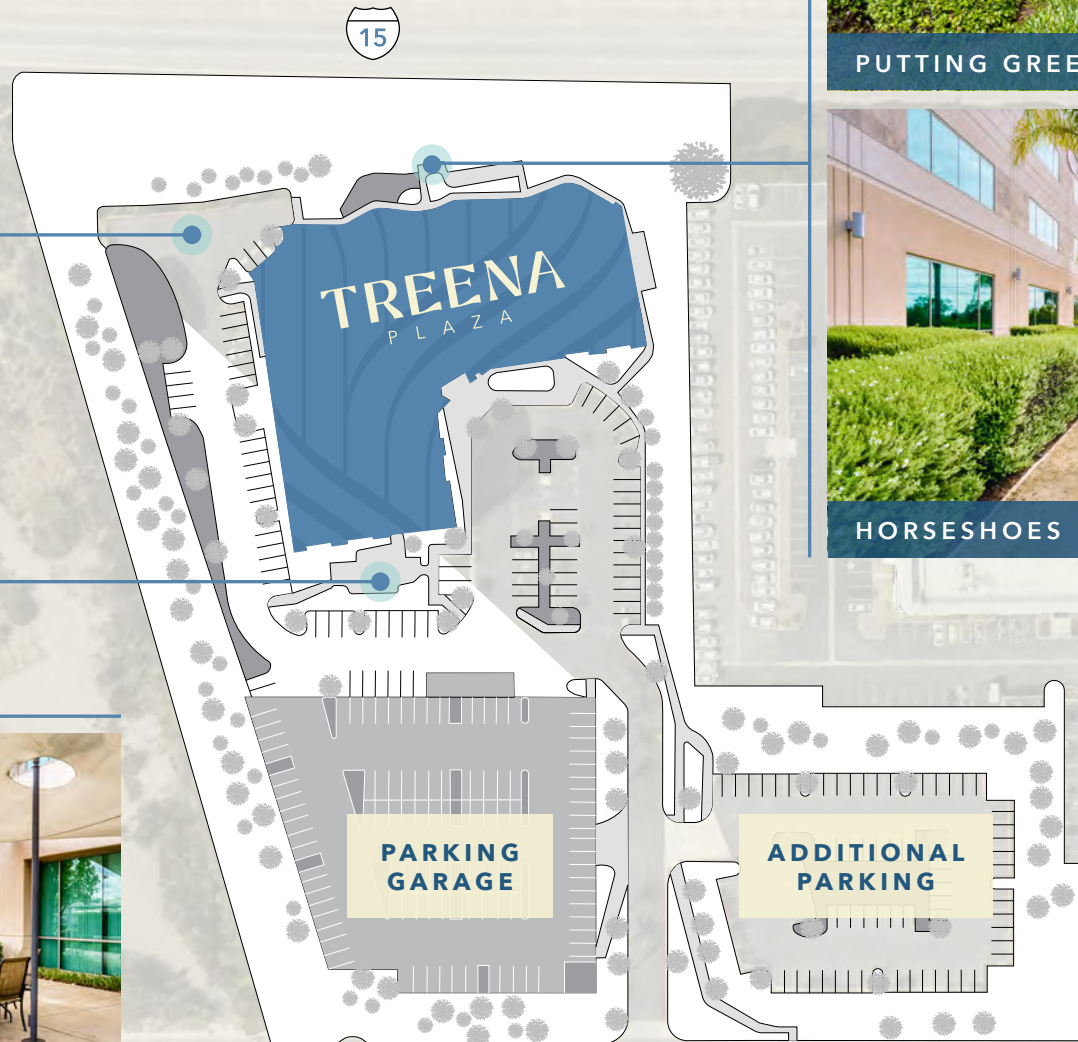 15
PUTTING GREE
TREENA
PLAZA
HORSESHOES
PARKING
GARAGE
ADDITIONAL
PARKING